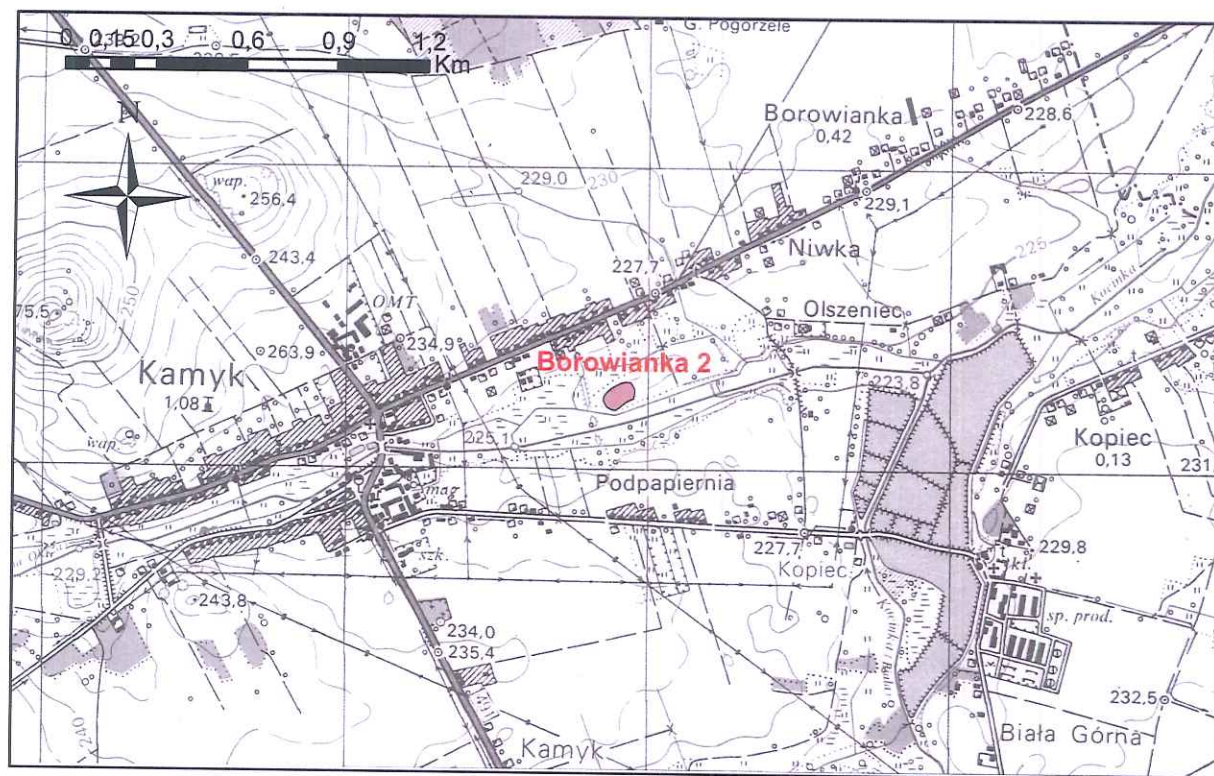 G. Pogorzele
0 0,15 0,3 0,6 0,9 1,2
Km
N
Borowianka
0,42
228.6
wap.
256,4
229.0
230
229,1
243.4
Niwka
225
227,7
Kocinka
250
OMT
Olszeniec
75.5
263,9
234,9
Borowianka 2
Kamyk
1,08
223,8
wap.
225,1
Kopiec
0,13
231.
mag.
Podpapiernia
szk.
227,7
229,8
229,2
Kopiec
243,8
sp. prod.
234,0
235,4
232,5
240
Kamyk
Biała Górna